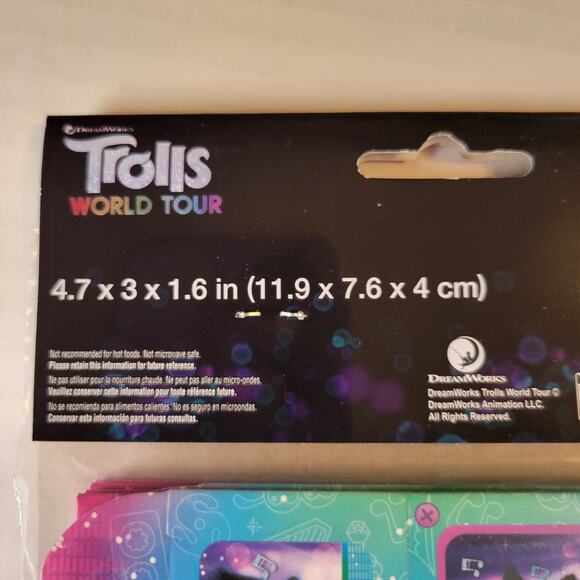 DREAMWORKS
Trolls
WORLD TOUR
4.7 x 3 x 1.6 in (11.9 x 7.6 x 4 cm)
Not recommended for hot foods. Not microwave safe.
Please retain this information for future reference.
Ne pas utiliser pour la nourriture chaude. Ne peut pas aller au micro-ondes.
Veuillez conserver cette information pour toute référence future.
No se recomienda para alimentos calientes. No es seguro en microondas.
Conserver esta información para futuras consultas.
DREAMWORKS
DreamWorks Trolls World Tour ©
DreamWorks Animation LLC.
All Rights Reserved.